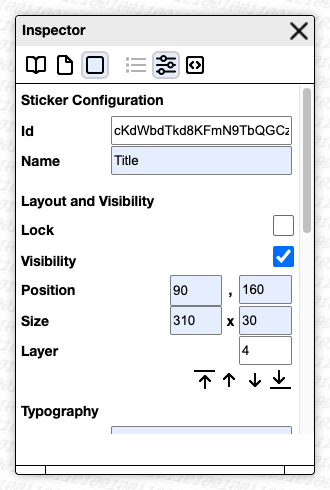 Inspector
Sticker Configuration
Id cKdWbdTkd8KFmN9TbQGCz
Name Title
Layout and Visibility
Lock
Visibility
Position 90 , 160
Size 310 x 30
Layer 4
Typography